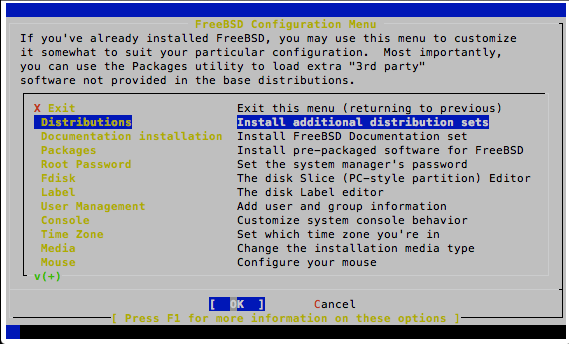 FreeBSD Configuration Menu
If you've already installed FreeBSD, you may use this menu to customize
it somewhat to suit your particular configuration.  Most importantly,
you can use the Packages utility to load extra "3rd party"
software not provided in the base distributions.
X Exit Exit this menu (returning to previous)
Distributions Install additional distribution sets
Documentation installation Install FreeBSD Documentation set
Packages Install pre-packaged software for FreeBSD
Root Password Set the system manager's password
Fdisk The disk Slice (PC-style partition) Editor
Label The disk Label editor
User Management Add user and group information
Console Customize system console behavior
Time Zone Set which time zone you're in
Media Change the installation media type
Mouse Configure your mouse
v(+)
[ OK ] Cancel
[ Press F1 for more information on these options ]